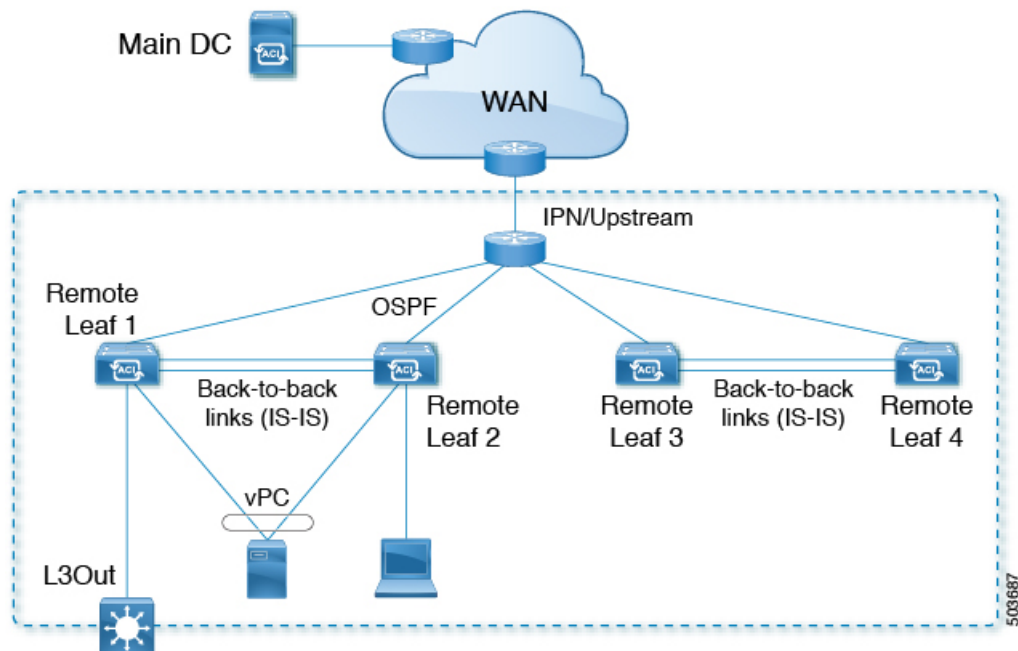 Main DC
ACI
WAN
IPN/Upstream
Remote
Leaf 1
OSPF
ACI
ACI
ACI
ACI
Back-to-back
links (IS-IS)
Remote
Leaf 2
Remote
Leaf 3
Back-to-back
links (IS-IS)
Remote
Leaf 4
vPC
L3Out
503687